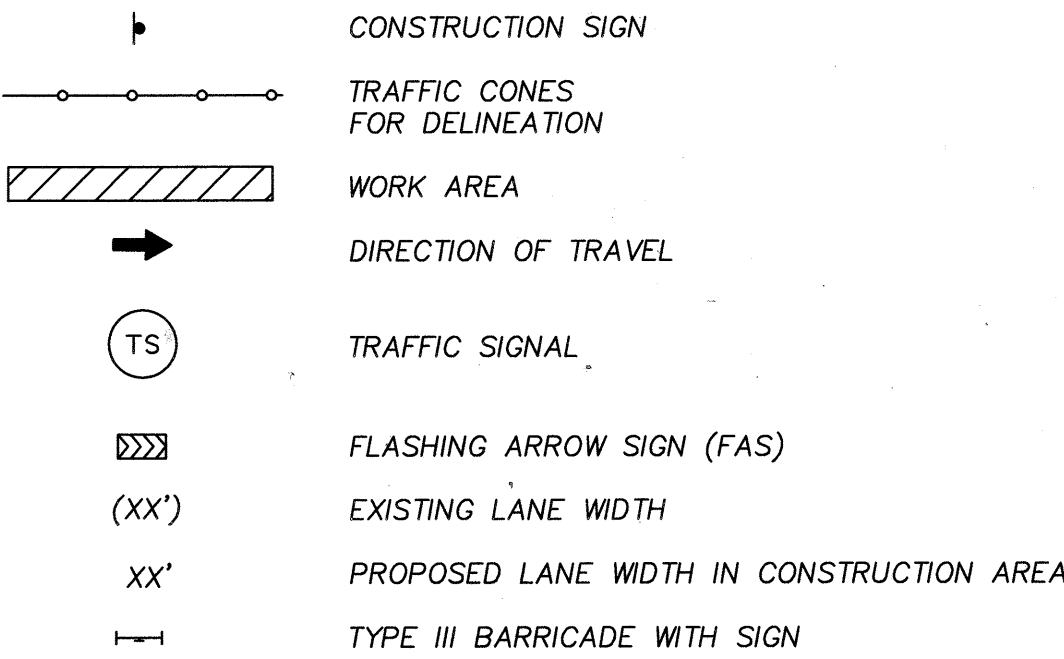 CONSTRUCTION SIGN
TRAFFIC CONES
FOR DELINEATION
WORK AREA
DIRECTION OF TRAVEL
TS TRAFFIC SIGNAL
FLASHING ARROW SIGN (FAS)
(XX') EXISTING LANE WIDTH
XX' PROPOSED LANE WIDTH IN CONSTRUCTION AREA
TYPE III BARRICADE WITH SIGN